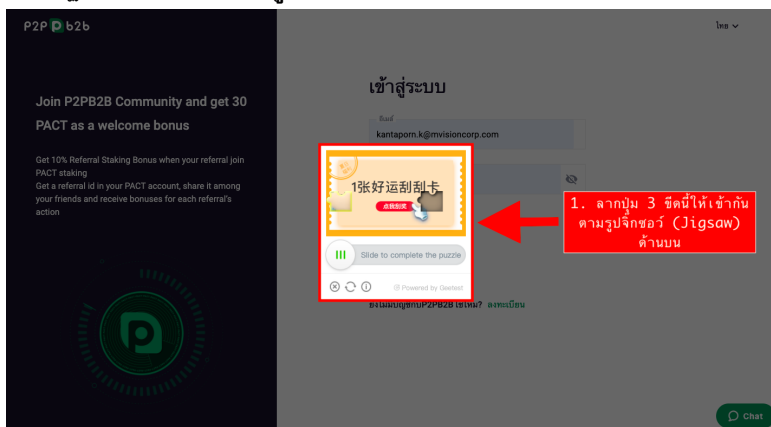 P2P b2b
ไทย
เข้าสู่ระบบ
Join P2PB2B Community and get 30
PACT as a welcome bonus
อีเมล์
kantaporn.k@mvisioncorp.com
Get 10% Referral Staking Bonus when your referral join
PACT staking
Get a referral id in your PACT account, share it among
your friends and receive bonuses for each referral's
action
1张好运刮刮卡
点我刮奖
1. ลากปุ่ม 3 ขีดนี้ให้เข้ากัน
ตามรูปจิ๊กซอว์ (Jigsaw)
ด้านบน
Slide to complete the puzzle
Powered by Geetest
ยังไม่มีบัญชีกับP2PB2Bใช่ไหม? ลงทะเบียน
Chat